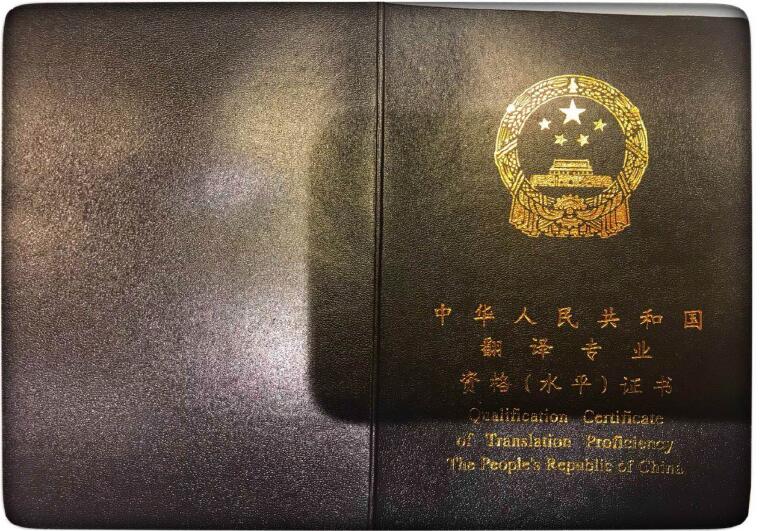 中华人民共和国
翻译专业
资格（水平）证书
Qualification Certificate
of Translation Proficiency
The People's Republic of China